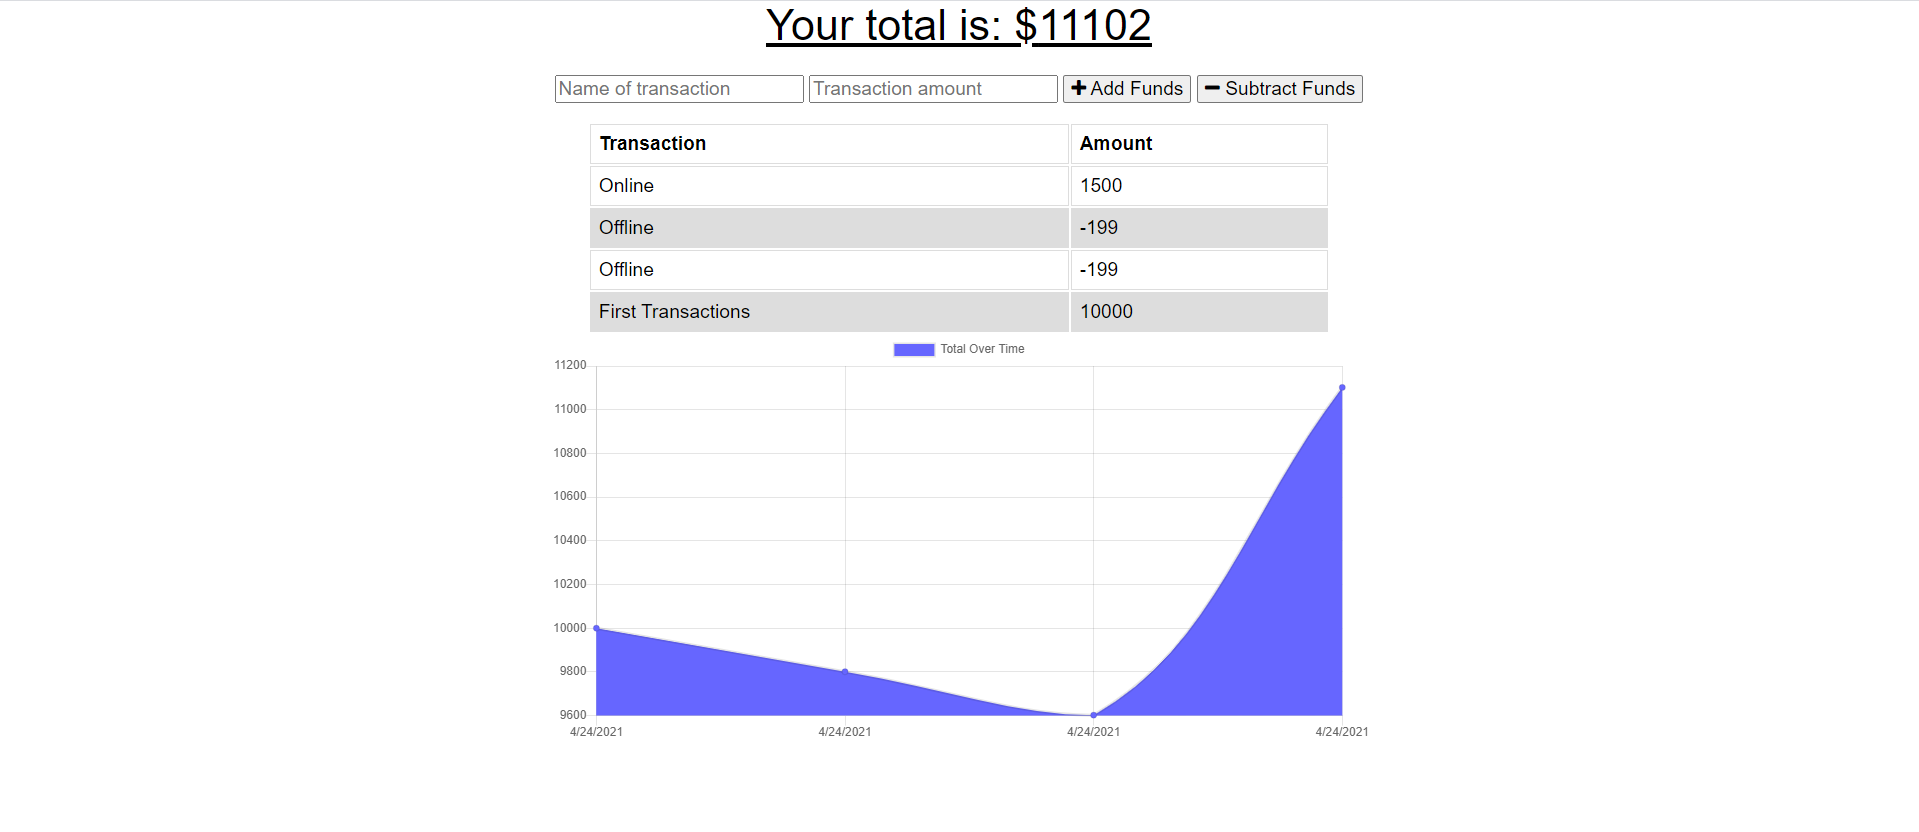 Your total is: $11102
Name of transaction Transaction amount Add Funds Subtract Funds
Transaction Amount
Online 1500
Offline -199
Offline -199
First Transactions 10000
Total Over Time
11200
11000
10800
10600
10400
10200
10000
9800
9600
4/24/2021 4/24/2021 4/24/2021 4/24/2021